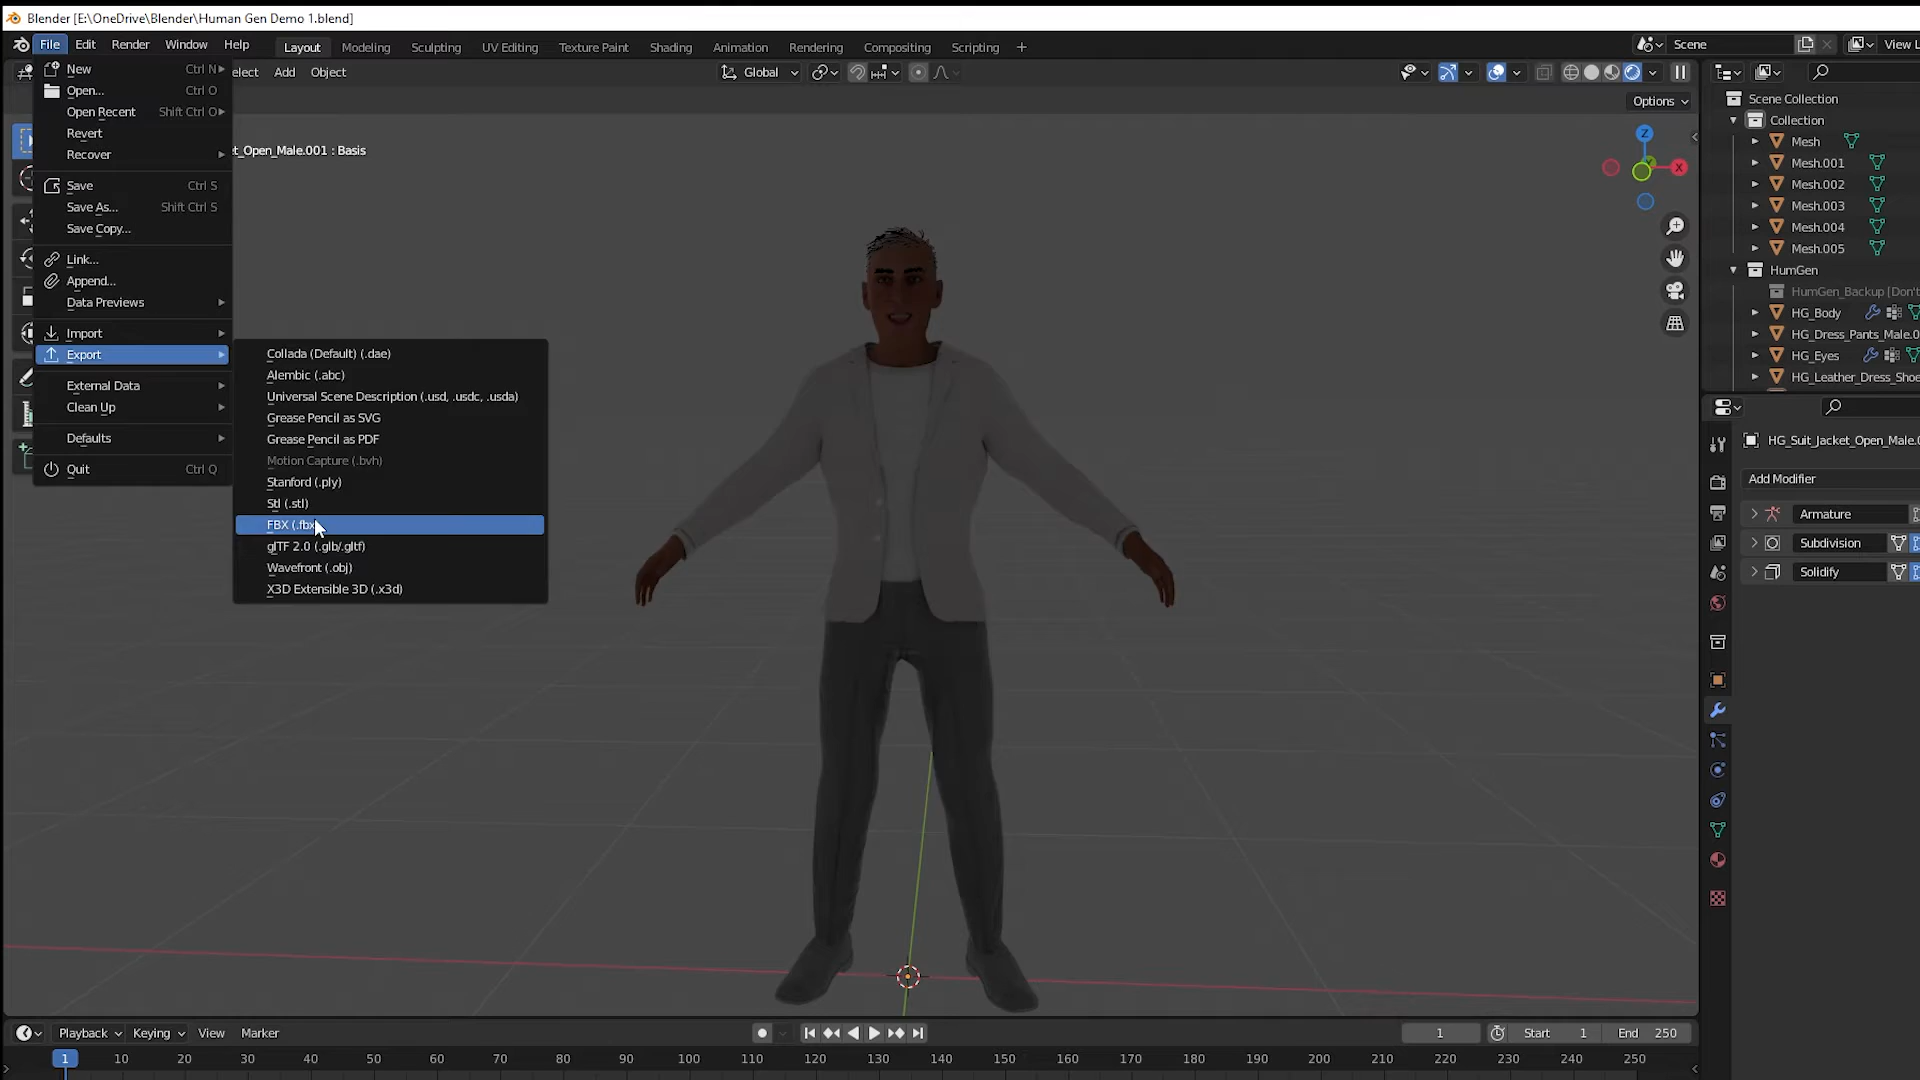 Blender [E:\OneDrive\Blender\Human Gen Demo 1.blend]
File Edit Render Window Help Layout Modeling Sculpting UV Editing Texture Paint Shading Animation Rendering Compositing Scripting + Scene View L
elect Add Object Global
Options
New Ctrl N
Open... Ctrl O
Open Recent Shift Ctrl O
Revert
Recover
Save Ctrl S
Save As... Shift Ctrl S
Save Copy...
Link...
Append...
Data Previews
Import
Export
External Data
Clean Up
Defaults
Quit Ctrl Q
et_Open_Male.001 : Basis
Collada (Default) (.dae)
Alembic (.abc)
Universal Scene Description (.usd, .usdc, .usda)
Grease Pencil as SVG
Grease Pencil as PDF
Motion Capture (.bvh)
Stanford (.ply)
Stl (.stl)
FBX (.fbx
glTF 2.0 (.glb/.gltf)
Wavefront (.obj)
X3D Extensible 3D (.x3d)
Z
X
Scene Collection
Collection
Mesh
Mesh.001
Mesh.002
Mesh.003
Mesh.004
Mesh.005
HumGen
HumGen_Backup [Don't
HG_Body
HG_Dress_Pants_Male.0
HG_Eyes
HG_Leather_Dress_Shoe
HG_Suit_Jacket_Open_Male.0
Add Modifier
Armature
Subdivision
Solidify
Playback Keying View Marker 1 Start 1 End 250
1 10 20 30 40 50 60 70 80 90 100 110 120 130 140 150 160 170 180 190 200 210 220 230 240 250